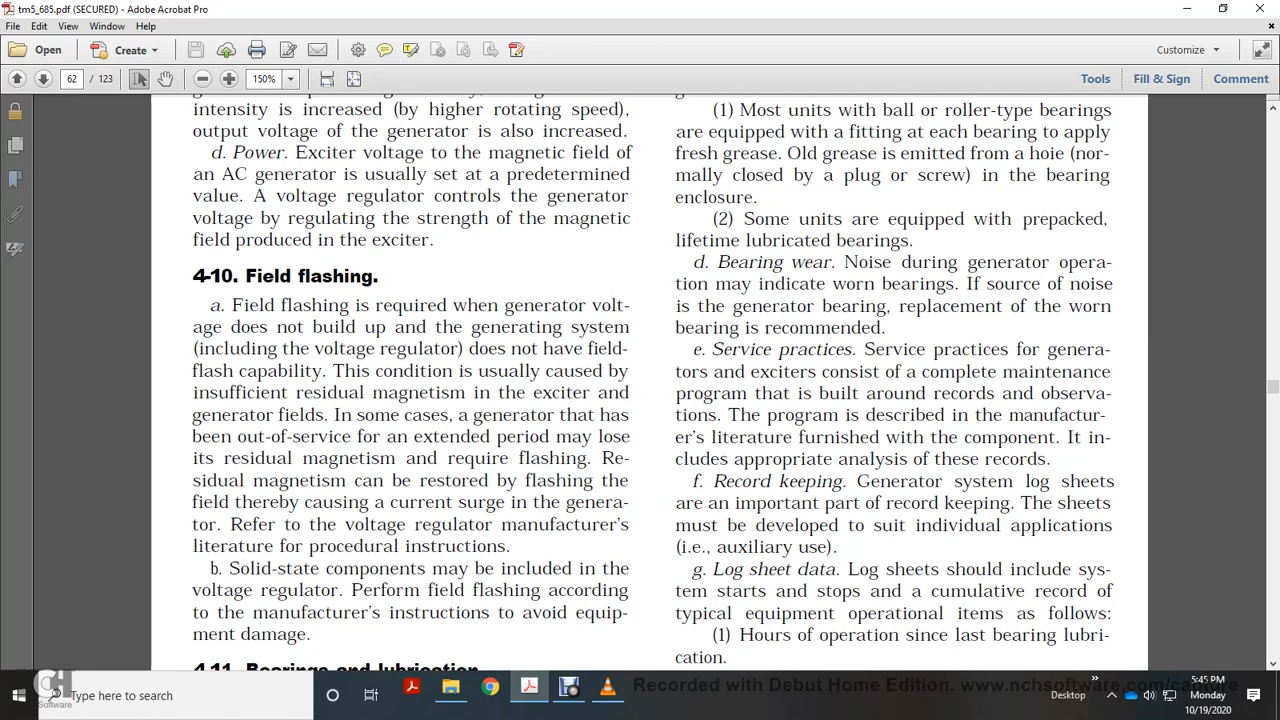 tm5_685.pdf (SECURED) - Adobe Acrobat Pro
File Edit View Window Help
Open Create Customize
62 / 123 150% Tools Fill & Sign Comment
intensity is increased (by higher rotating speed),
output voltage of the generator is also increased.
d. Power. Exciter voltage to the magnetic field of
an AC generator is usually set at a predetermined
value. A voltage regulator controls the generator
voltage by regulating the strength of the magnetic
field produced in the exciter.
4-10. Field flashing.
a. Field flashing is required when generator volt-
age does not build up and the generating system
(including the voltage regulator) does not have field-
flash capability. This condition is usually caused by
insufficient residual magnetism in the exciter and
generator fields. In some cases, a generator that has
been out-of-service for an extended period may lose
its residual magnetism and require flashing. Re-
sidual magnetism can be restored by flashing the
field thereby causing a current surge in the genera-
tor. Refer to the voltage regulator manufacturer's
literature for procedural instructions.
b. Solid-state components may be included in the
voltage regulator. Perform field flashing according
to the manufacturer's instructions to avoid equip-
ment damage.
4-11. Bearings and lubrication
(1) Most units with ball or roller-type bearings
are equipped with a fitting at each bearing to apply
fresh grease. Old grease is emitted from a hoie (nor-
mally closed by a plug or screw) in the bearing
enclosure.
(2) Some units are equipped with prepacked,
lifetime lubricated bearings.
d. Bearing wear. Noise during generator opera-
tion may indicate worn bearings. If source of noise
is the generator bearing, replacement of the worn
bearing is recommended.
e. Service practices. Service practices for genera-
tors and exciters consist of a complete maintenance
program that is built around records and observa-
tions. The program is described in the manufactur-
er's literature furnished with the component. It in-
cludes appropriate analysis of these records.
f. Record keeping. Generator system log sheets
are an important part of record keeping. The sheets
must be developed to suit individual applications
(i.e., auxiliary use).
g. Log sheet data. Log sheets should include sys-
tem starts and stops and a cumulative record of
typical equipment operational items as follows:
(1) Hours of operation since last bearing lubri-
cation.
Recorded with Debut Home Edition. www.nchsoftware.com/capture
NCH
Software
Type here to search
Desktop
5:45 PM
Monday
10/19/2020